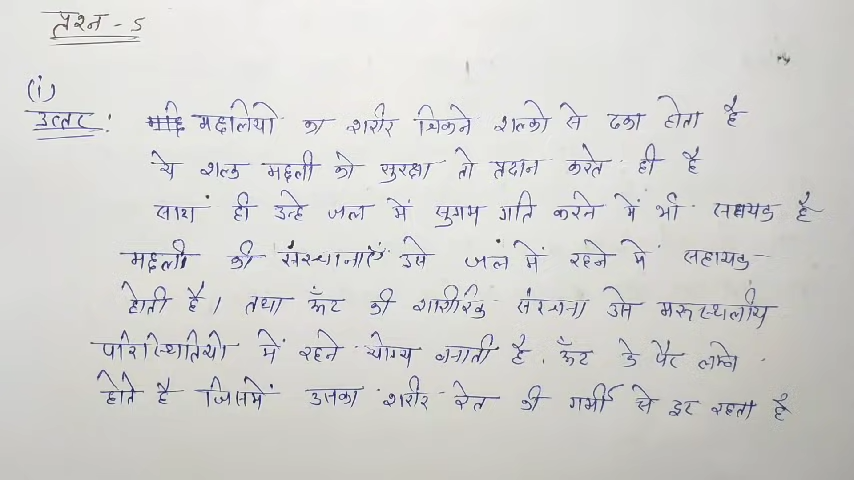 प्रश्न - 5
(i)
उत्तर : मछलियो का शरीर चिकने शल्को से ढका होता है
ये शल्क मछली को सुरक्षा तो प्रदान करते ही है
साथं ही उन्हे जल में सुगम गति करने में भी सहायक है
मछली की संरचनाएँ उसे जल में रहने में सहायक
होती है। तथा ऊँट की शारीरिक संरचना उसे मरूस्थलीय
परिस्थितियो में रहने योग्य बनाती है. ऊँट के पैर लम्बे
होते है जिसमें उसका शरीर रेत की गर्मी से दूर रहता है